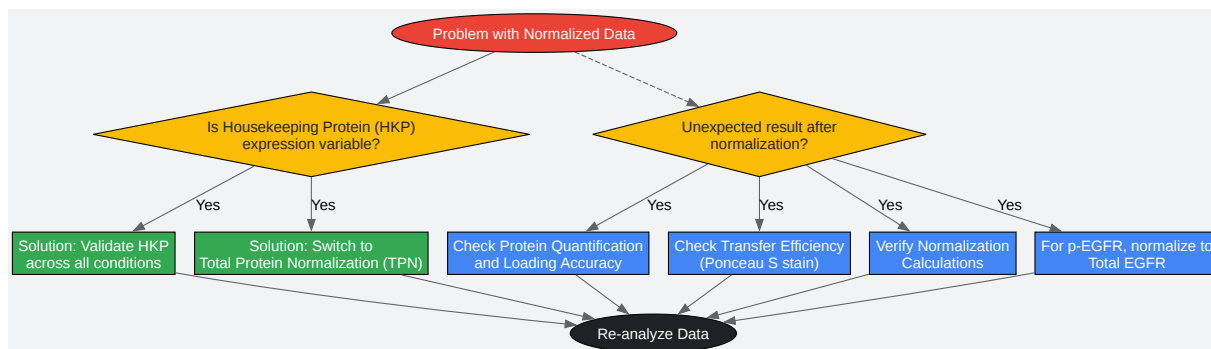 Problem with Normalized Data
Is Housekeeping Protein (HKP)
expression variable?
Unexpected result after
normalization?
Yes
Yes
Yes
Yes
Yes
Yes
Solution: Validate HKP
across all conditions
Solution: Switch to
Total Protein Normalization (TPN)
Check Protein Quantification
and Loading Accuracy
Check Transfer Efficiency
(Ponceau S stain)
Verify Normalization
Calculations
For p-EGFR, normalize to
Total EGFR
Re-analyze Data